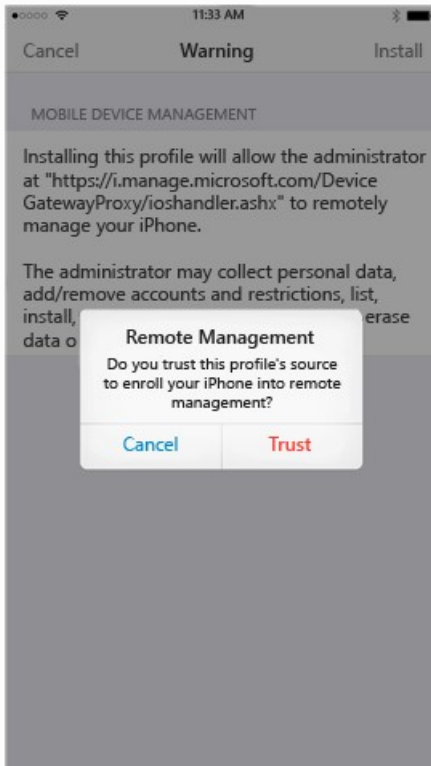 11:33 AM
Cancel Warning Install
MOBILE DEVICE MANAGEMENT
Installing this profile will allow the administrator
at "https://i.manage.microsoft.com/Device
GatewayProxy/ioshandler.ashx" to remotely
manage your iPhone.
The administrator may collect personal data,
add/remove accounts and restrictions, list,
install, erase
data o
Remote Management
Do you trust this profile's source
to enroll your iPhone into remote
management?
Cancel Trust